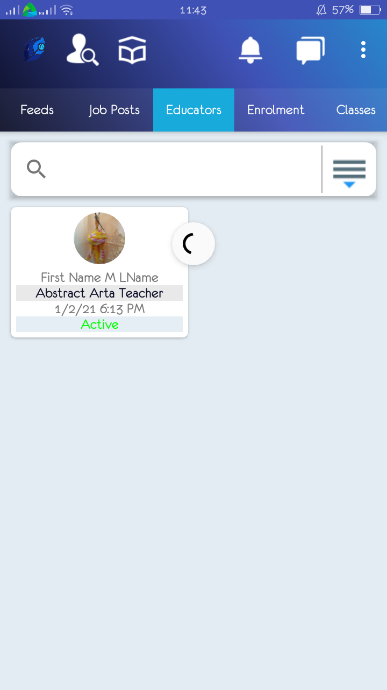 11:43
57%
Feeds
Job Posts
Educators
Enrolment
Classes
First Name M LName
Abstract Arta Teacher
1/2/21 6:13 PM
Active